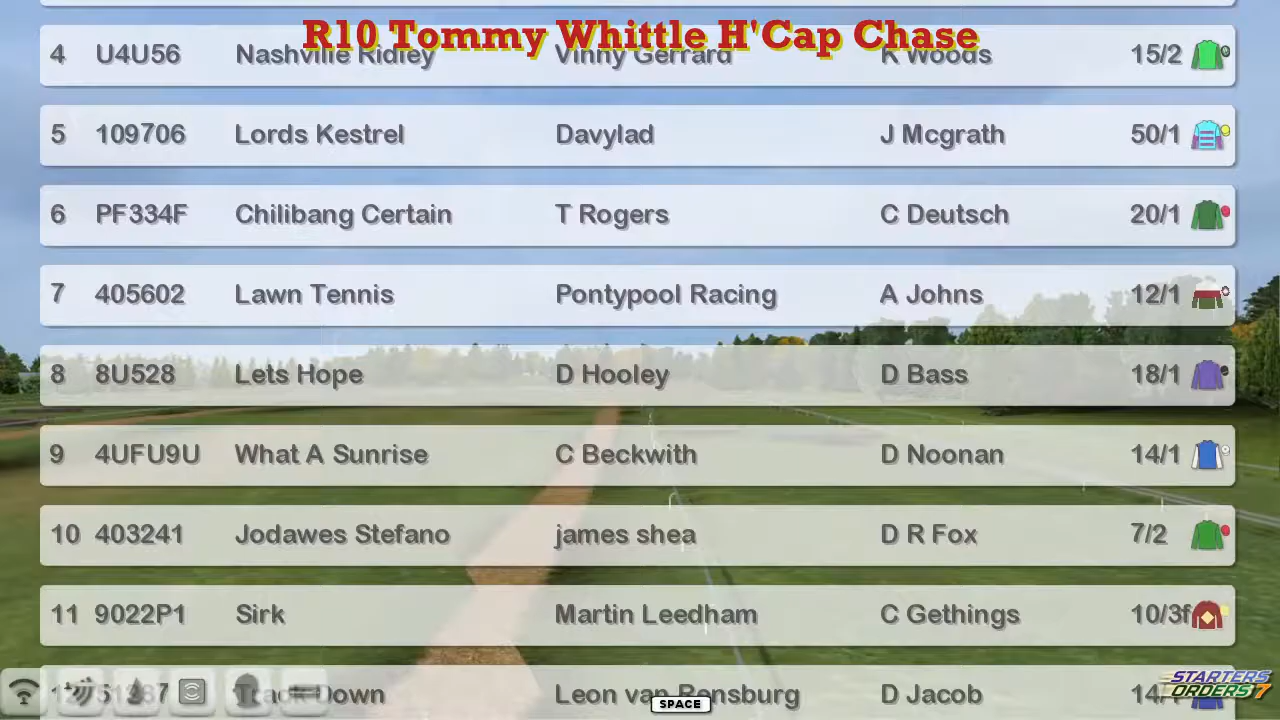 R10 Tommy Whittle H'Cap Chase
4 U4U56 Nashville Ridley Vinny Gerrard K Woods 15/2
5 109706 Lords Kestrel Davylad J Mcgrath 50/1
6 PF334F Chilibang Certain T Rogers C Deutsch 20/1
7 405602 Lawn Tennis Pontypool Racing A Johns 12/1
8 8U528 Lets Hope D Hooley D Bass 18/1
9 4UFU9U What A Sunrise C Beckwith D Noonan 14/1
10 403241 Jodawes Stefano james shea D R Fox 7/2
11 9022P1 Sirk Martin Leedham C Gethings 10/3f
Track Down Leon van Rensburg D Jacob
SPACE
STARTERS
ORDERS 7